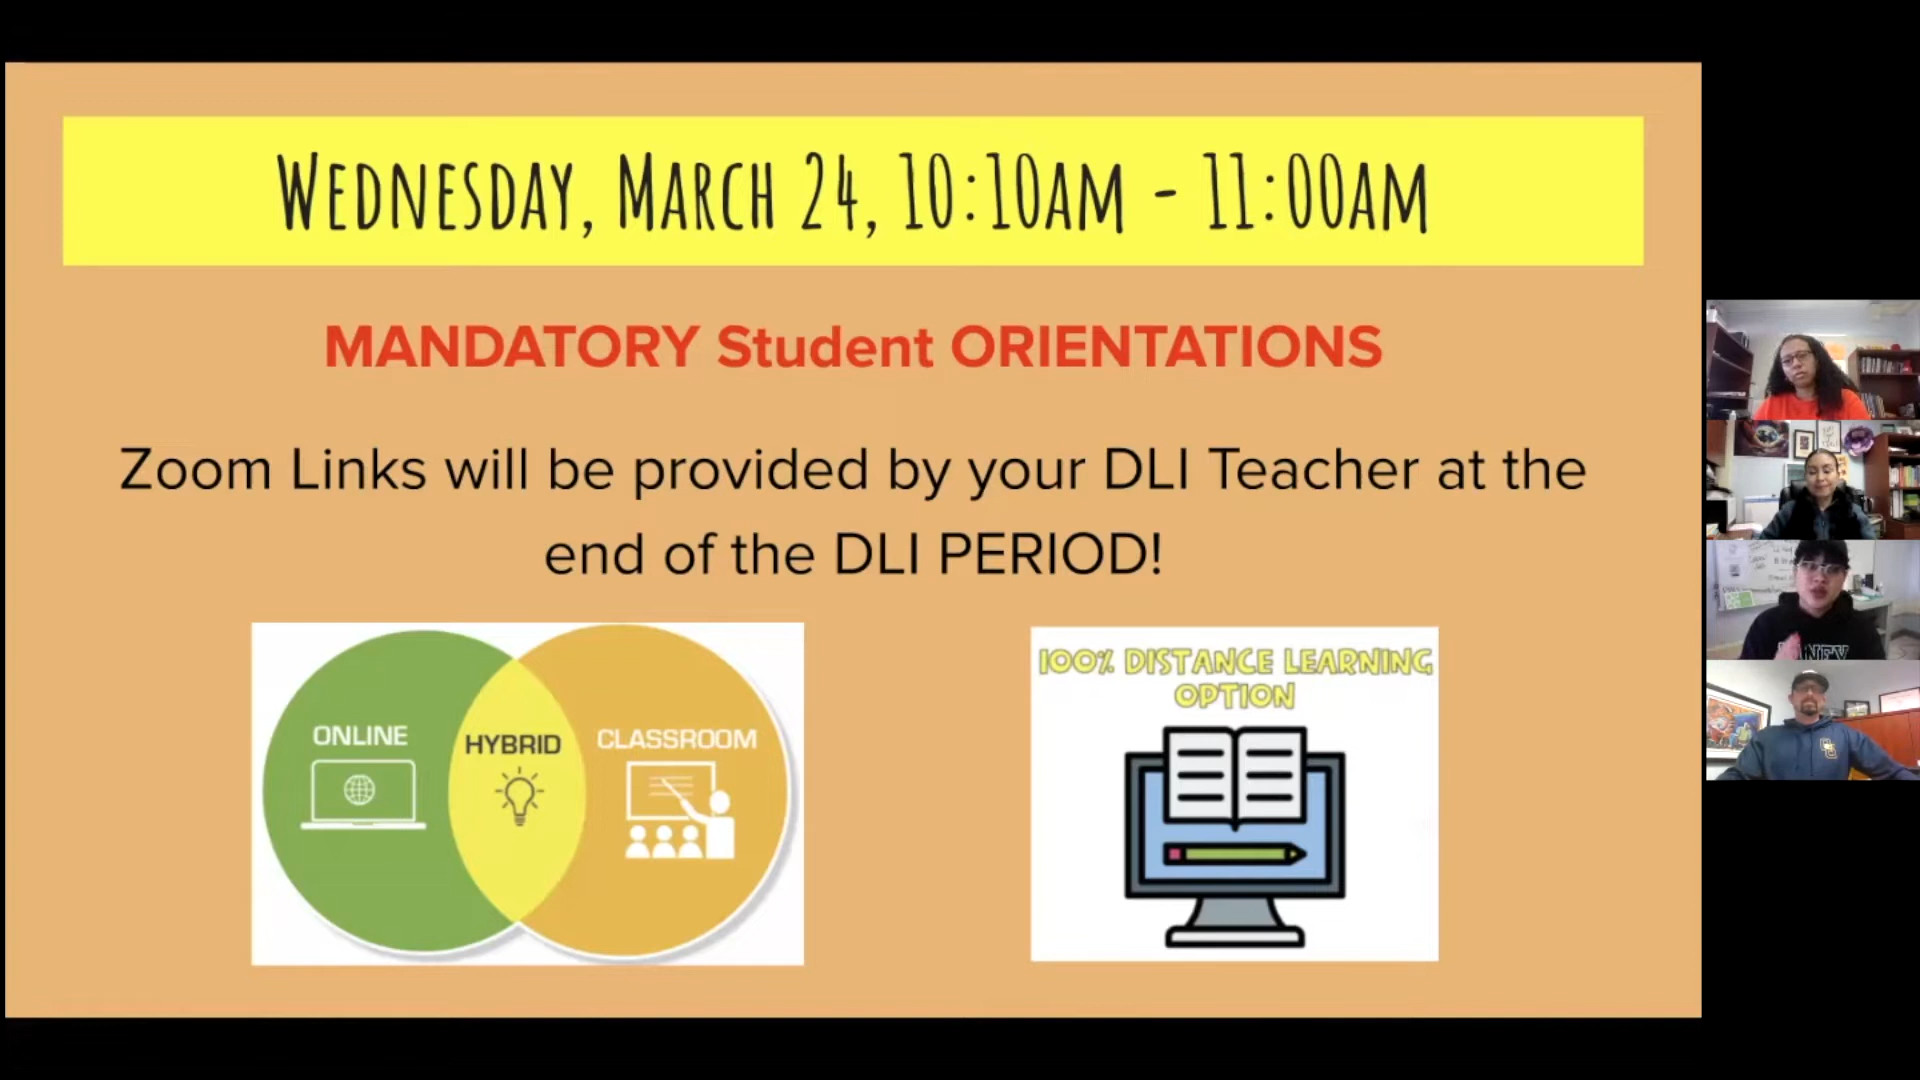 WEDNESDAY, MARCH 24, 10:10AM - 11:00AM
MANDATORY Student ORIENTATIONS
Zoom Links will be provided by your DLI Teacher at the
end of the DLI PERIOD!
ONLINE
HYBRID
CLASSROOM
100% DISTANCE LEARNING
OPTION